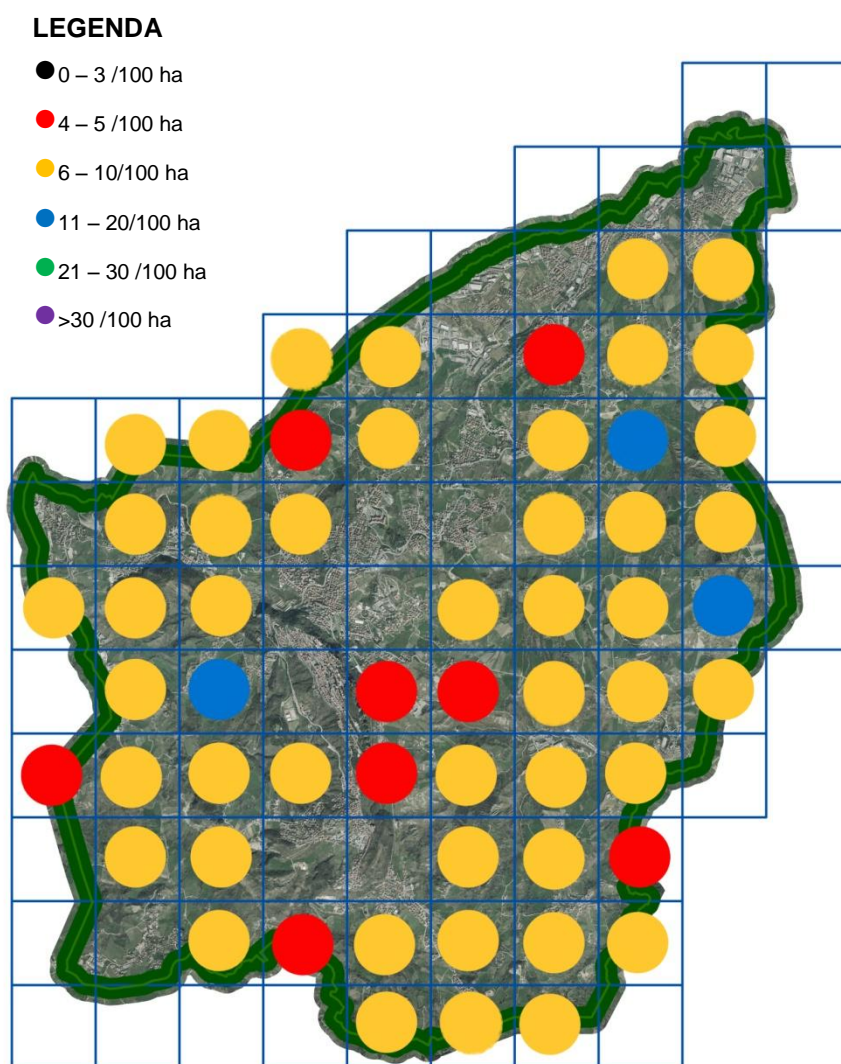 LEGENDA
0 – 3 /100 ha
4 – 5 /100 ha
6 – 10/100 ha
11 – 20/100 ha
21 – 30 /100 ha
>30 /100 ha